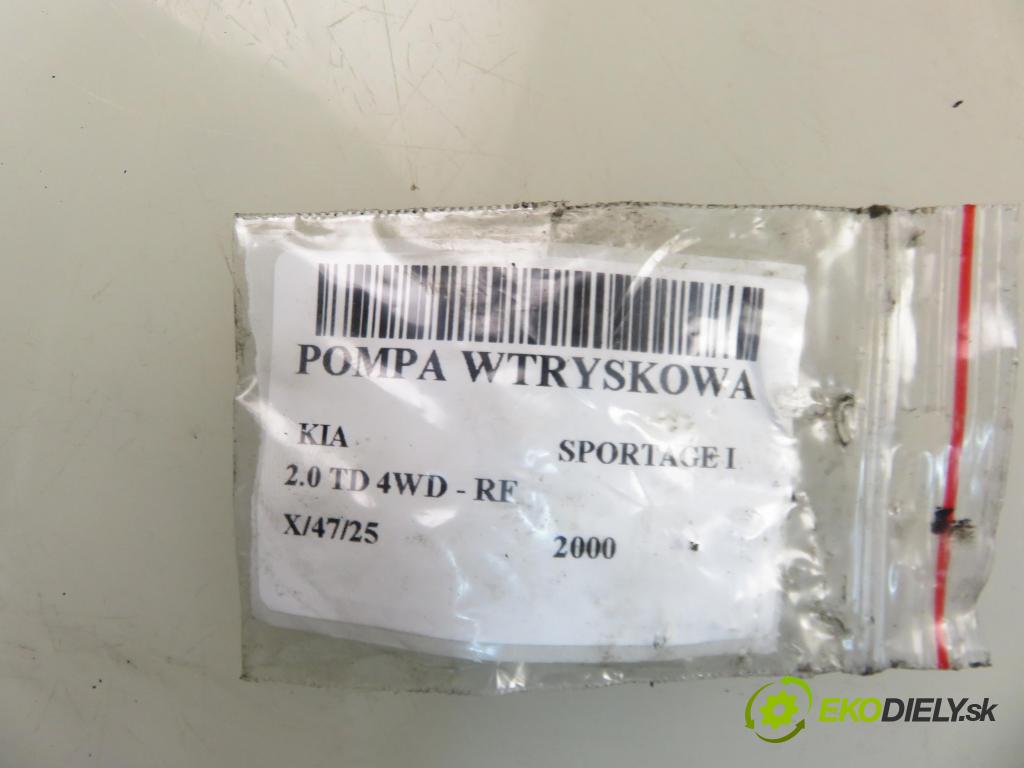 POMPA WTRYSKOWA
KIA SPORTAGE I
2.0 TD 4WD - RF
X/47/25 2000
EKODIELY.sk